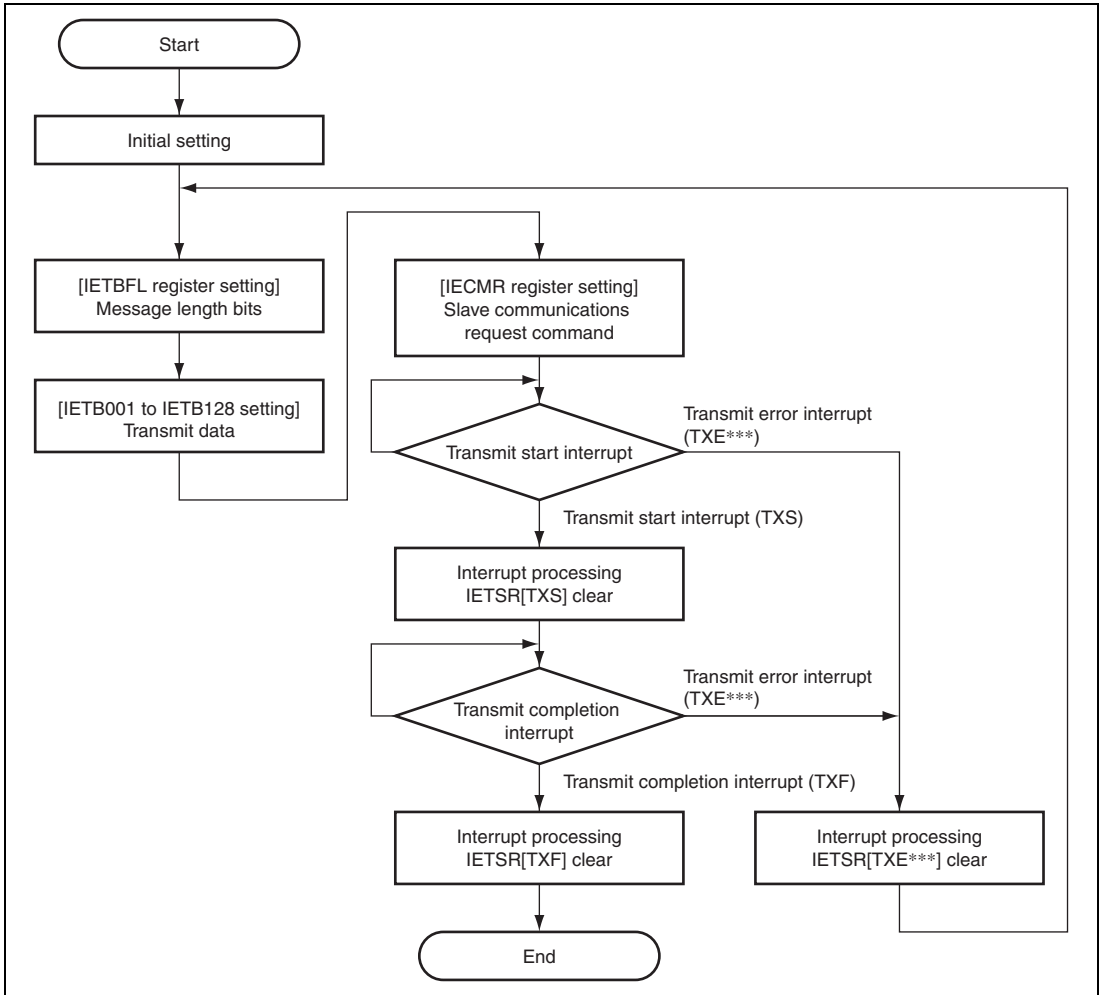 Start
Initial setting
[IETBFL register setting]
Message length bits
[IETB001 to IETB128 setting]
Transmit data
[IECMR register setting]
Slave communications
request command
Transmit start interrupt
Transmit error interrupt
(TXE***)
Transmit start interrupt (TXS)
Interrupt processing
IETSR[TXS] clear
Transmit completion
interrupt
Transmit error interrupt
(TXE***)
Transmit completion interrupt (TXF)
Interrupt processing
IETSR[TXF] clear
Interrupt processing
IETSR[TXE***] clear
End